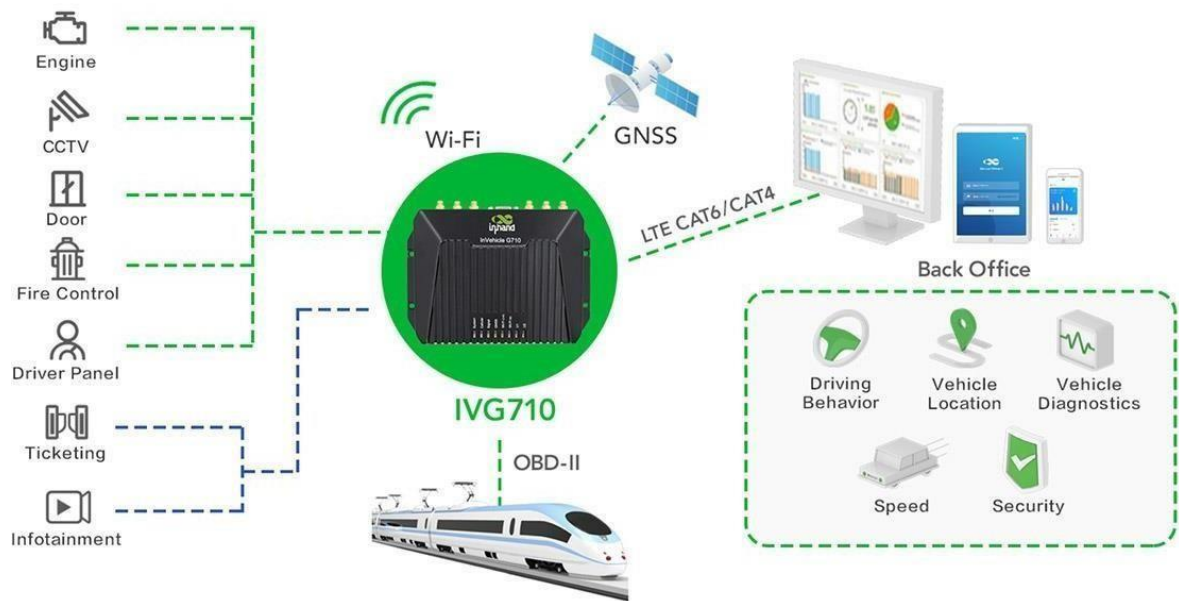 Engine
CCTV
Door
Fire Control
Driver Panel
Ticketing
Infotainment
Wi-Fi
GNSS
inhand
InVehicle G710
IVG710
OBD-II
LTE CAT6/CAT4
Back Office
Driving
Behavior
Vehicle
Location
Vehicle
Diagnostics
Speed
Security